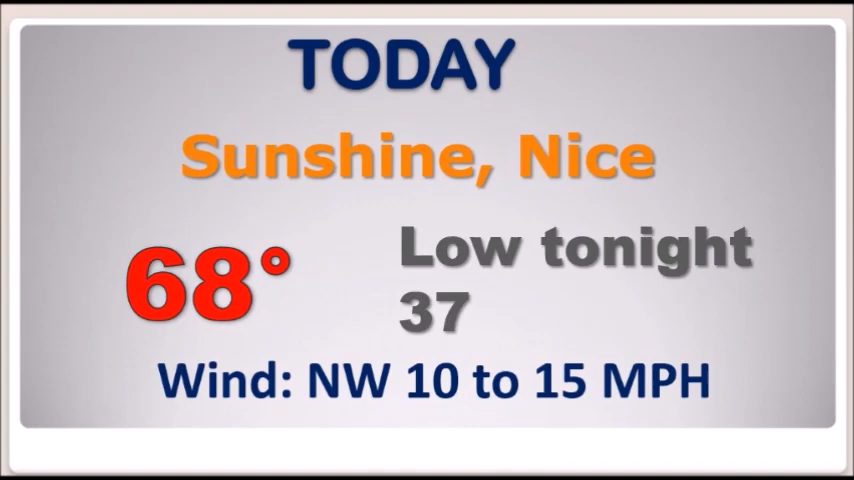 TODAY
Sunshine, Nice
68°
Low tonight
37
Wind: NW 10 to 15 MPH